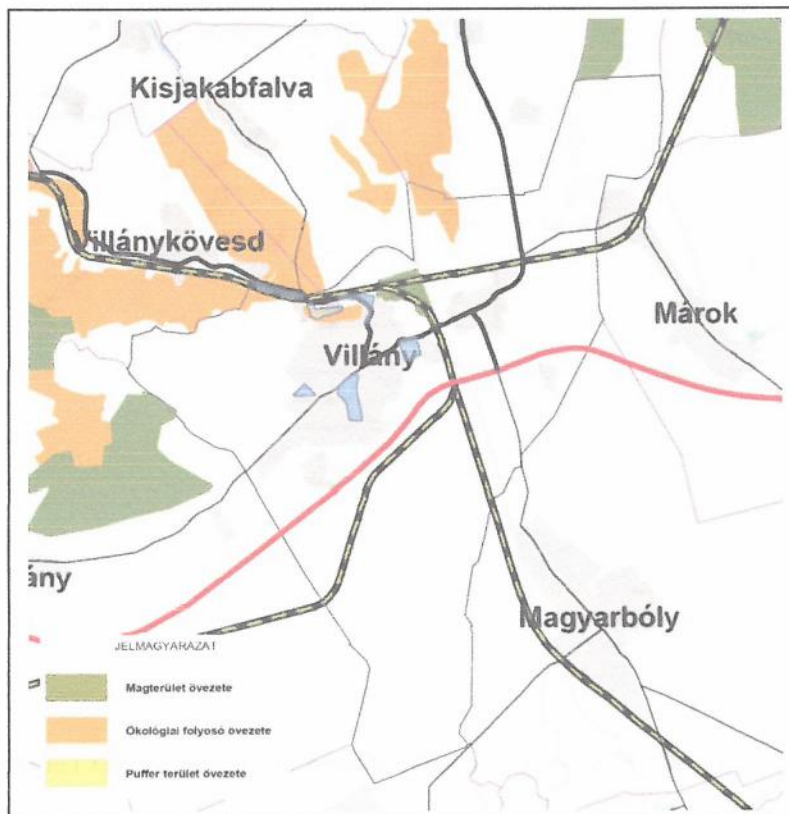 Kisjakabfalva
Villánykövesd
Márok
Villány
ány
Magyarbóly
JELMAGYARÁZAT
Magterület övezete
Ökológiai folyosó övezete
Puffer terület övezete